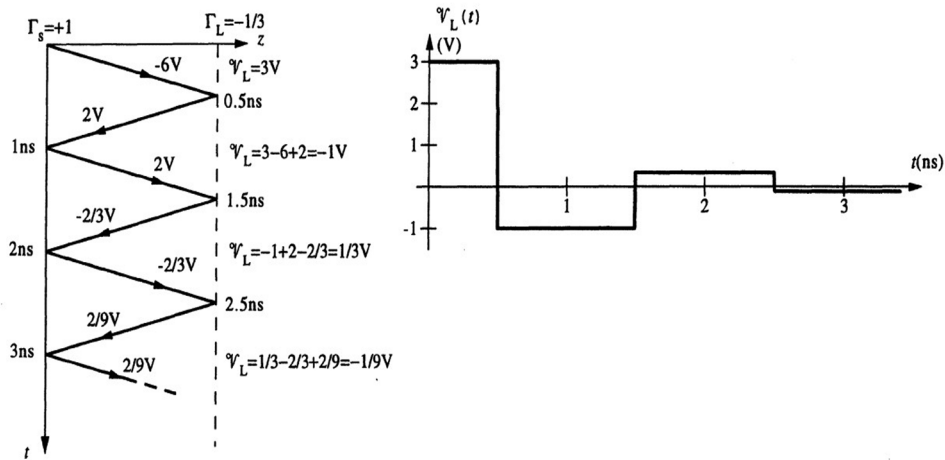 Γs=+1
ΓL=−1/3
z
-6V
𝒱L=3V
0.5ns
2V
1ns
𝒱L=3−6+2=−1V
2V
1.5ns
-2/3V
2ns
𝒱L=−1+2−2/3=1/3V
-2/3V
2.5ns
2/9V
3ns
𝒱L=1/3−2/3+2/9=−1/9V
2/9V
t
𝒱L(t)
(V)
3
2
1
-1
t(ns)
1
2
3